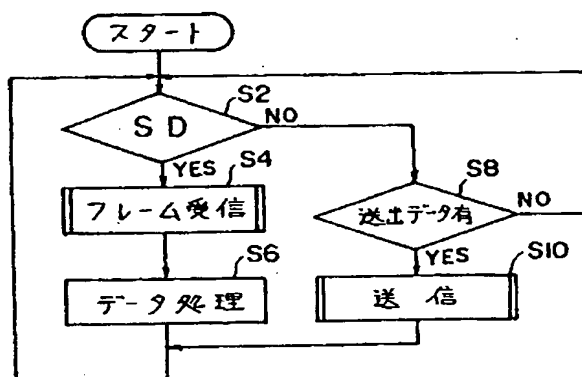 スタート
S2
SD
NO
YES
S4
フレーム受信
S8
送出データ有
NO
S6
データ処理
YES
S10
送信